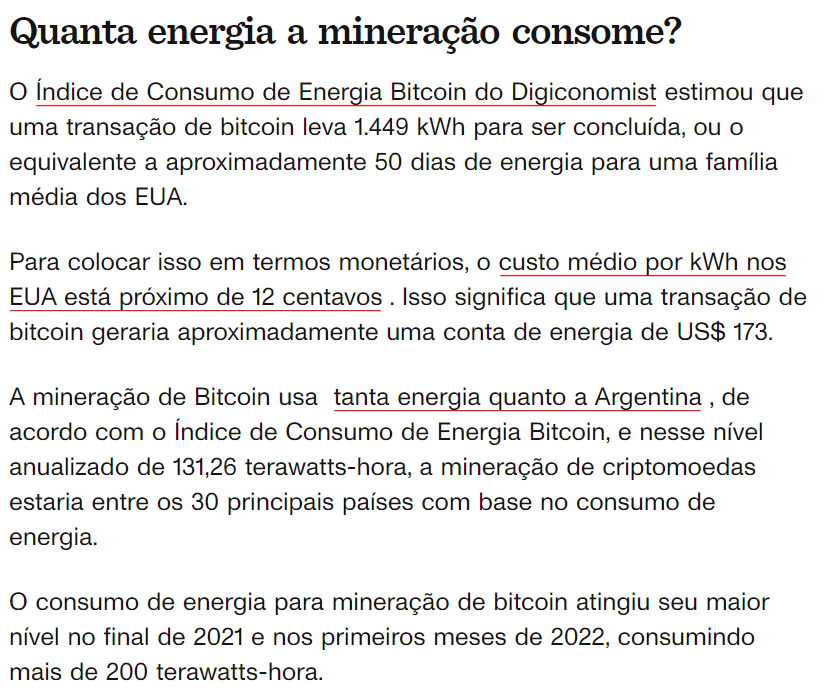 Quanta energia a mineração consome?
O Índice de Consumo de Energia Bitcoin do Digiconomist estimou que
uma transação de bitcoin leva 1.449 kWh para ser concluída, ou o
equivalente a aproximadamente 50 dias de energia para uma família
média dos EUA.
Para colocar isso em termos monetários, o custo médio por kWh nos
EUA está próximo de 12 centavos . Isso significa que uma transação de
bitcoin geraria aproximadamente uma conta de energia de US$ 173.
A mineração de Bitcoin usa tanta energia quanto a Argentina , de
acordo com o Índice de Consumo de Energia Bitcoin, e nesse nível
anualizado de 131,26 terawatts-hora, a mineração de criptomoedas
estaria entre os 30 principais países com base no consumo de
energia.
O consumo de energia para mineração de bitcoin atingiu seu maior
nível no final de 2021 e nos primeiros meses de 2022, consumindo
mais de 200 terawatts-hora.